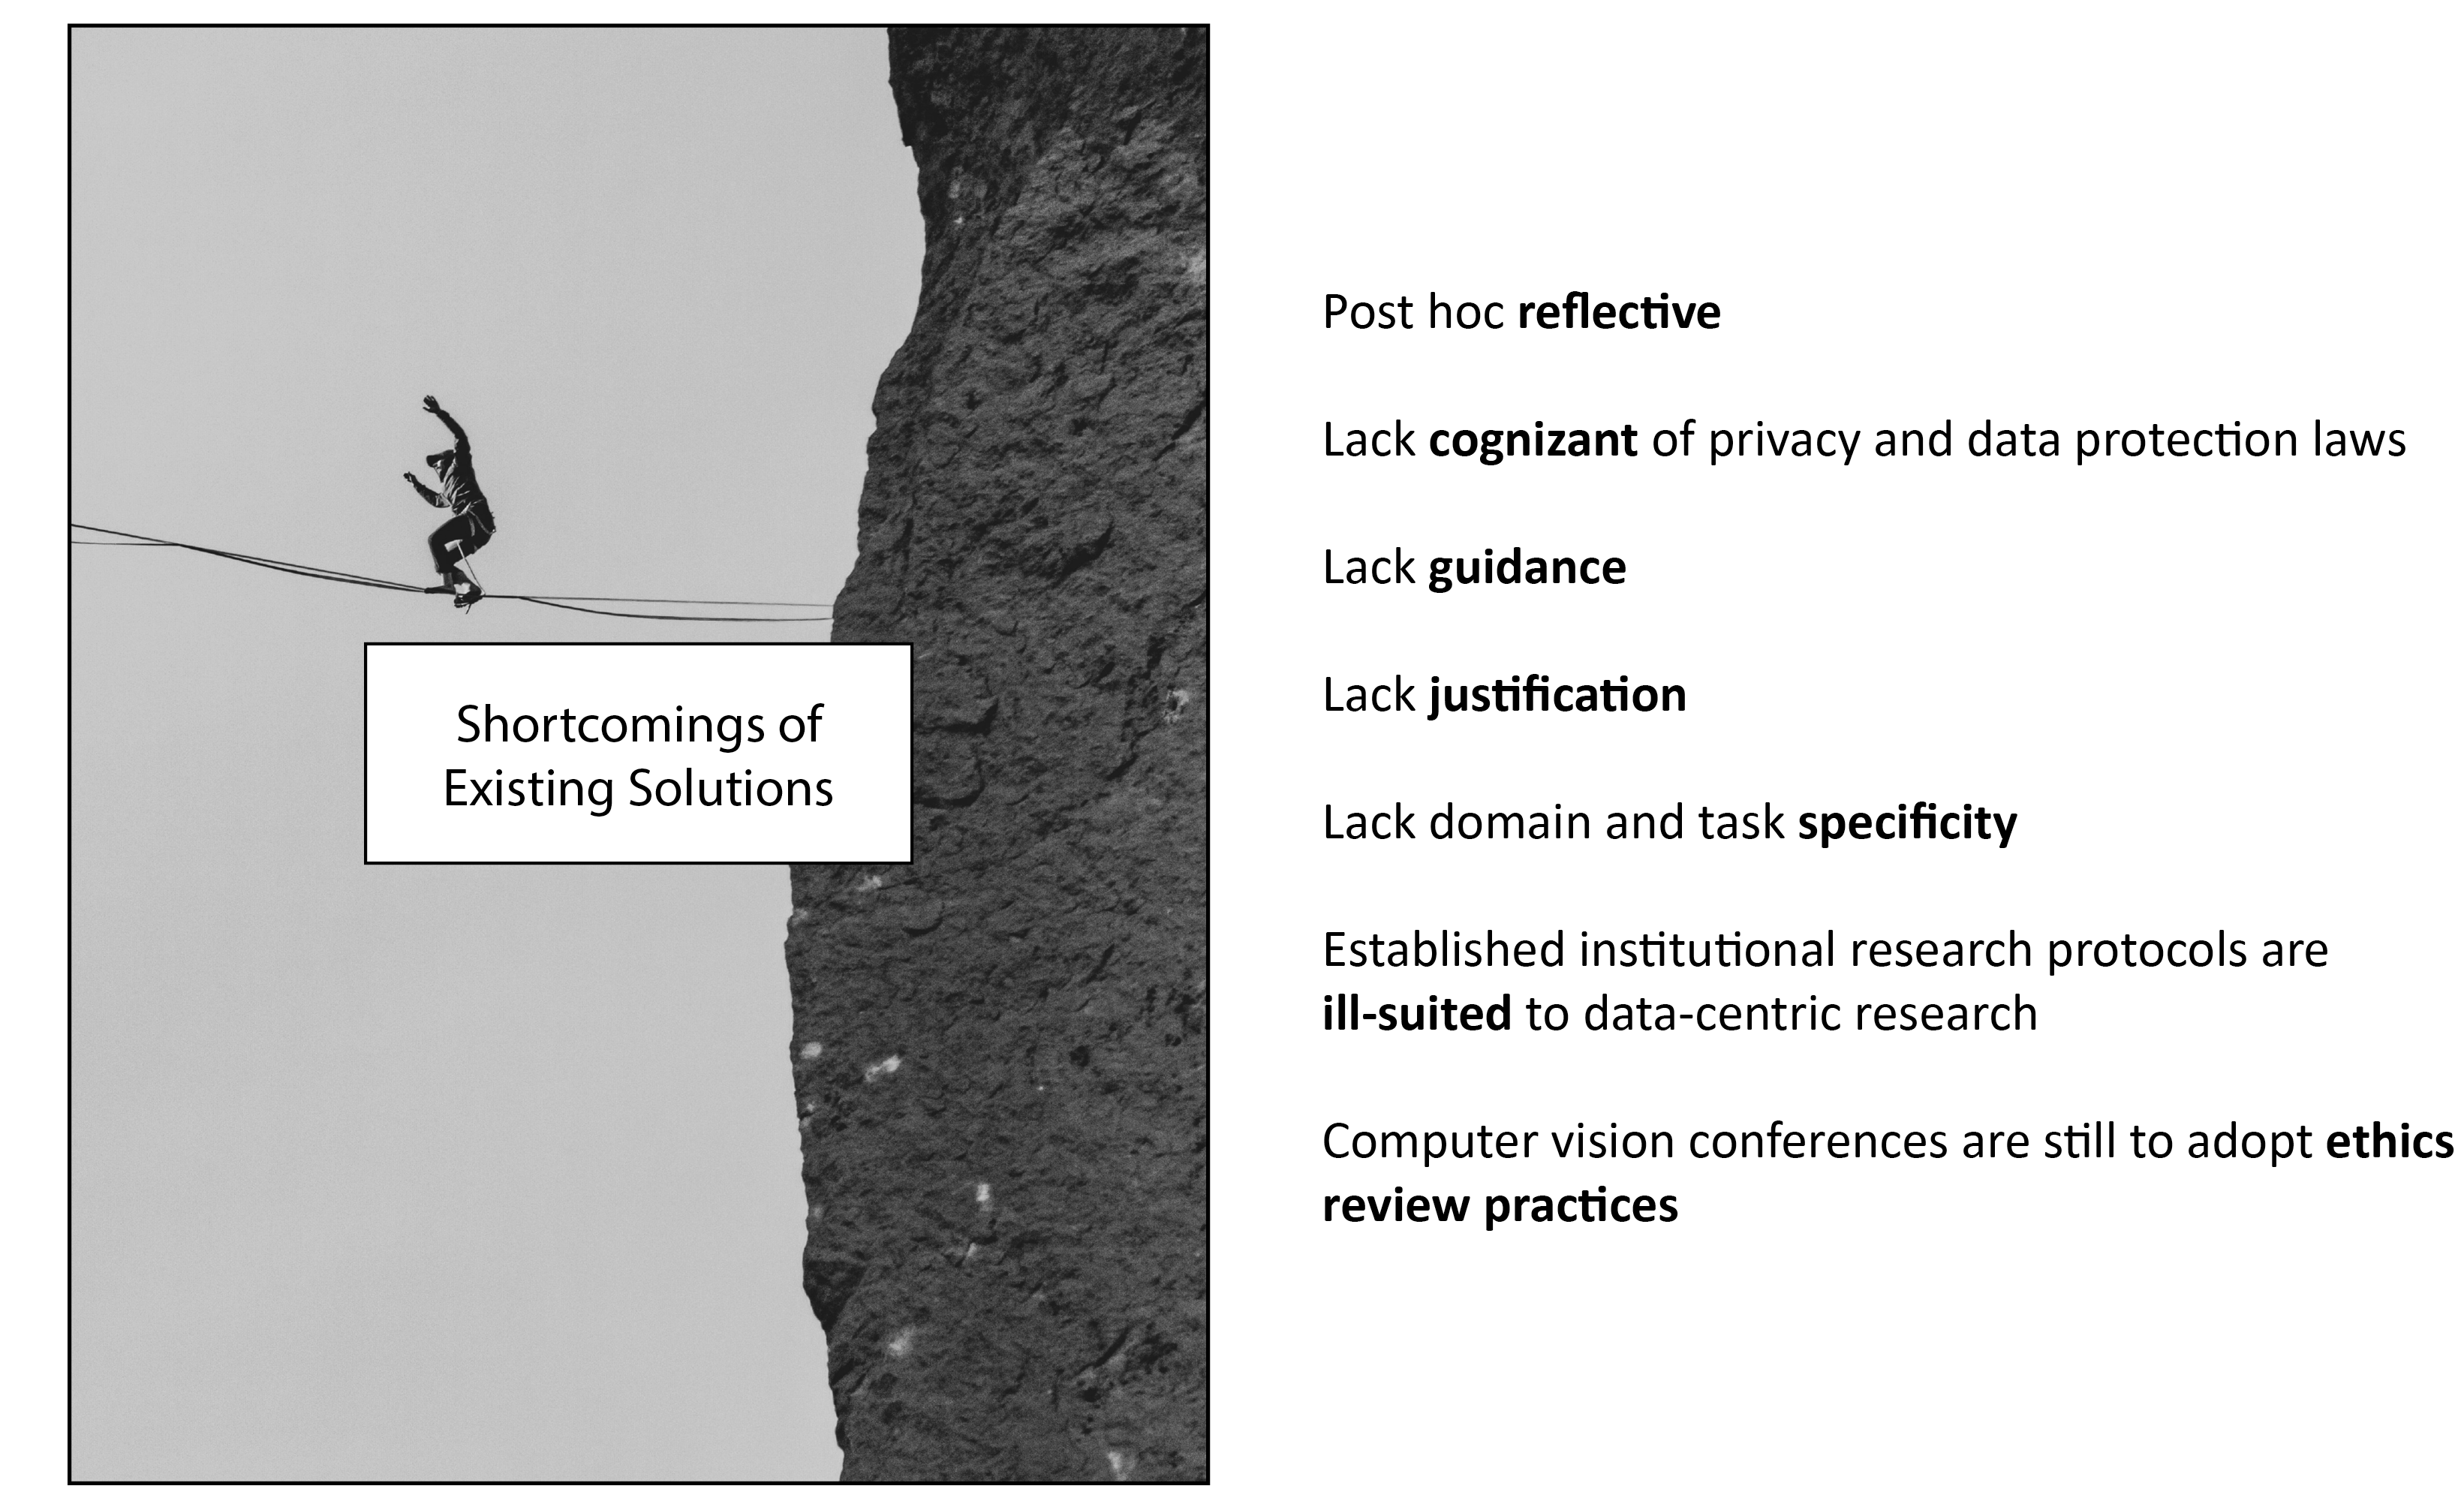 Shortcomings of
Existing Solutions
Post hoc reflective
Lack cognizant of privacy and data protection laws
Lack guidance
Lack justification
Lack domain and task specificity
Established institutional research protocols are
ill-suited to data-centric research
Computer vision conferences are still to adopt ethics
review practices